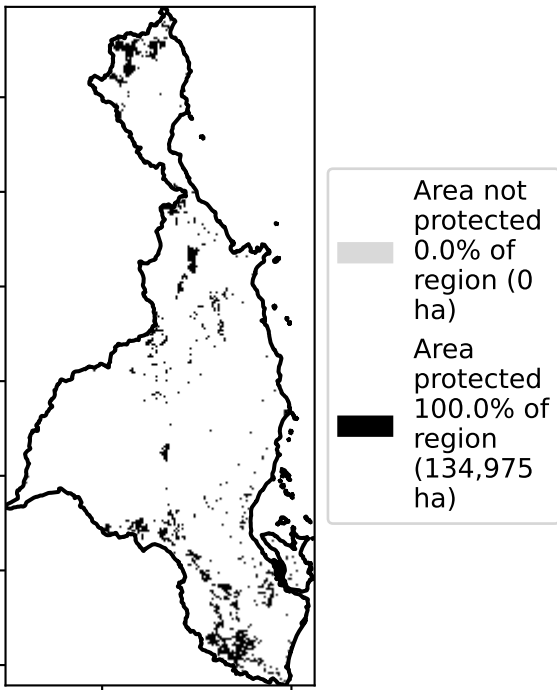 Area not
protected
0.0% of
region (0
ha)
Area
protected
100.0% of
region
(134,975
ha)